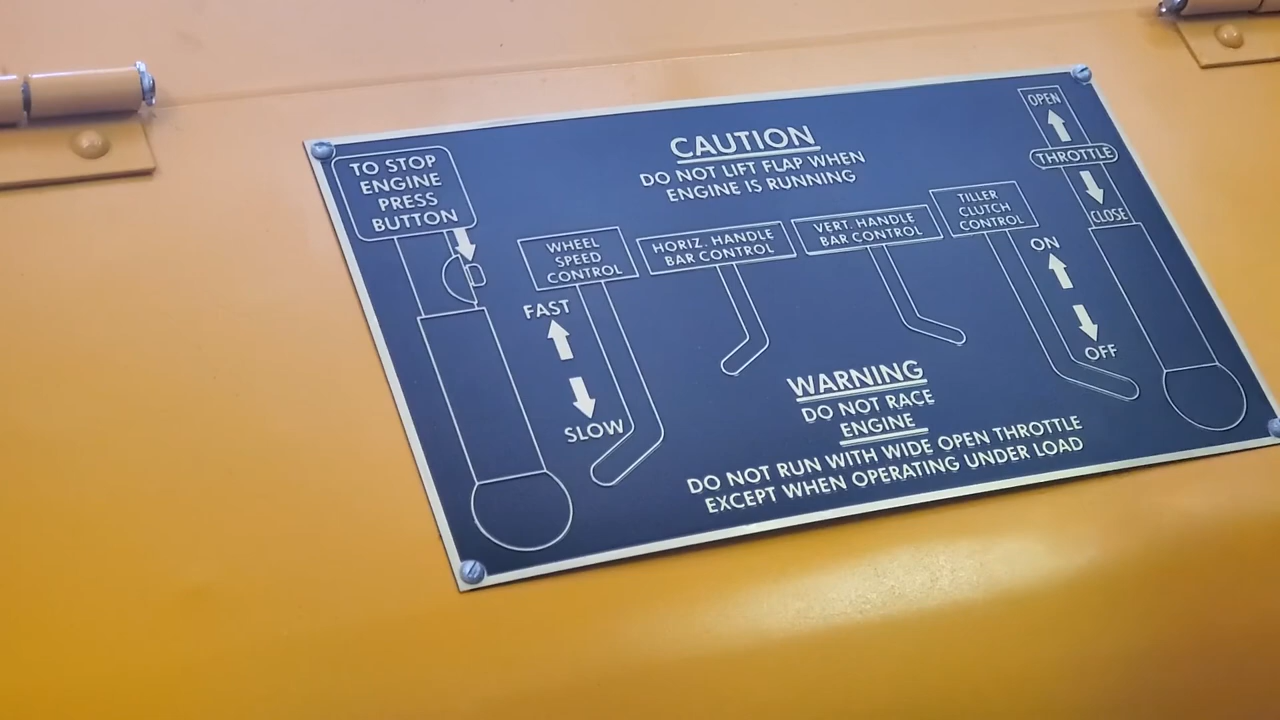 CAUTION
DO NOT LIFT FLAP WHEN
ENGINE IS RUNNING
TO STOP
ENGINE
PRESS
BUTTON
WHEEL
SPEED
CONTROL
FAST
SLOW
HORIZ. HANDLE
BAR CONTROL
VERT. HANDLE
BAR CONTROL
TILLER
CLUTCH
CONTROL
ON
OFF
OPEN
THROTTLE
CLOSE
WARNING
DO NOT RACE
ENGINE
DO NOT RUN WITH WIDE OPEN THROTTLE
EXCEPT WHEN OPERATING UNDER LOAD